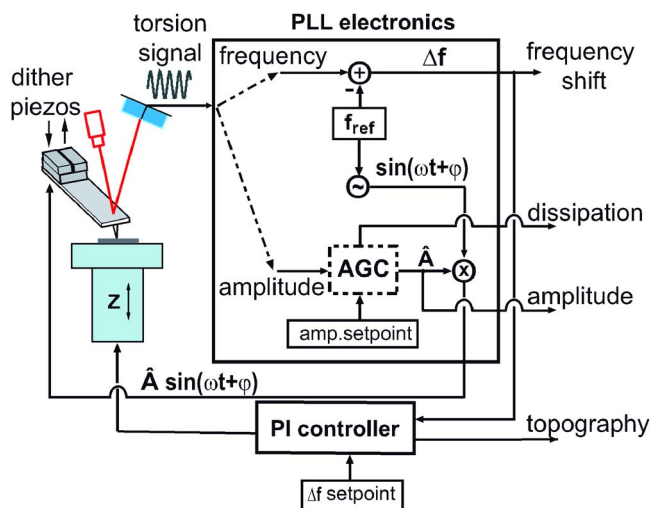 PLL electronics
torsion
signal
frequency
Δf
frequency
shift
dither
piezos
+
-
f_ref
~
sin(ωt+φ)
dissipation
AGC
Â
x
amplitude
amplitude
z
amp.setpoint
 sin(ωt+φ)
PI controller
topography
Δf setpoint